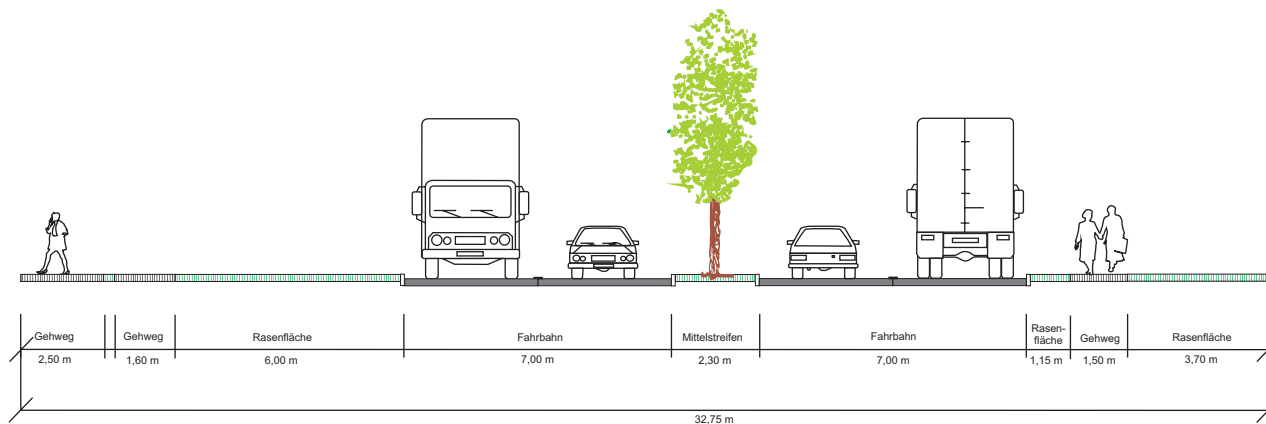 Gehweg Gehweg Rasenfläche Fahrbahn Mittelstreifen Fahrbahn Rasen-
fläche Gehweg Rasenfläche
2,50 m 1,60 m 6,00 m 7,00 m 2,30 m 7,00 m 1,15 m 1,50 m 3,70 m
32,75 m